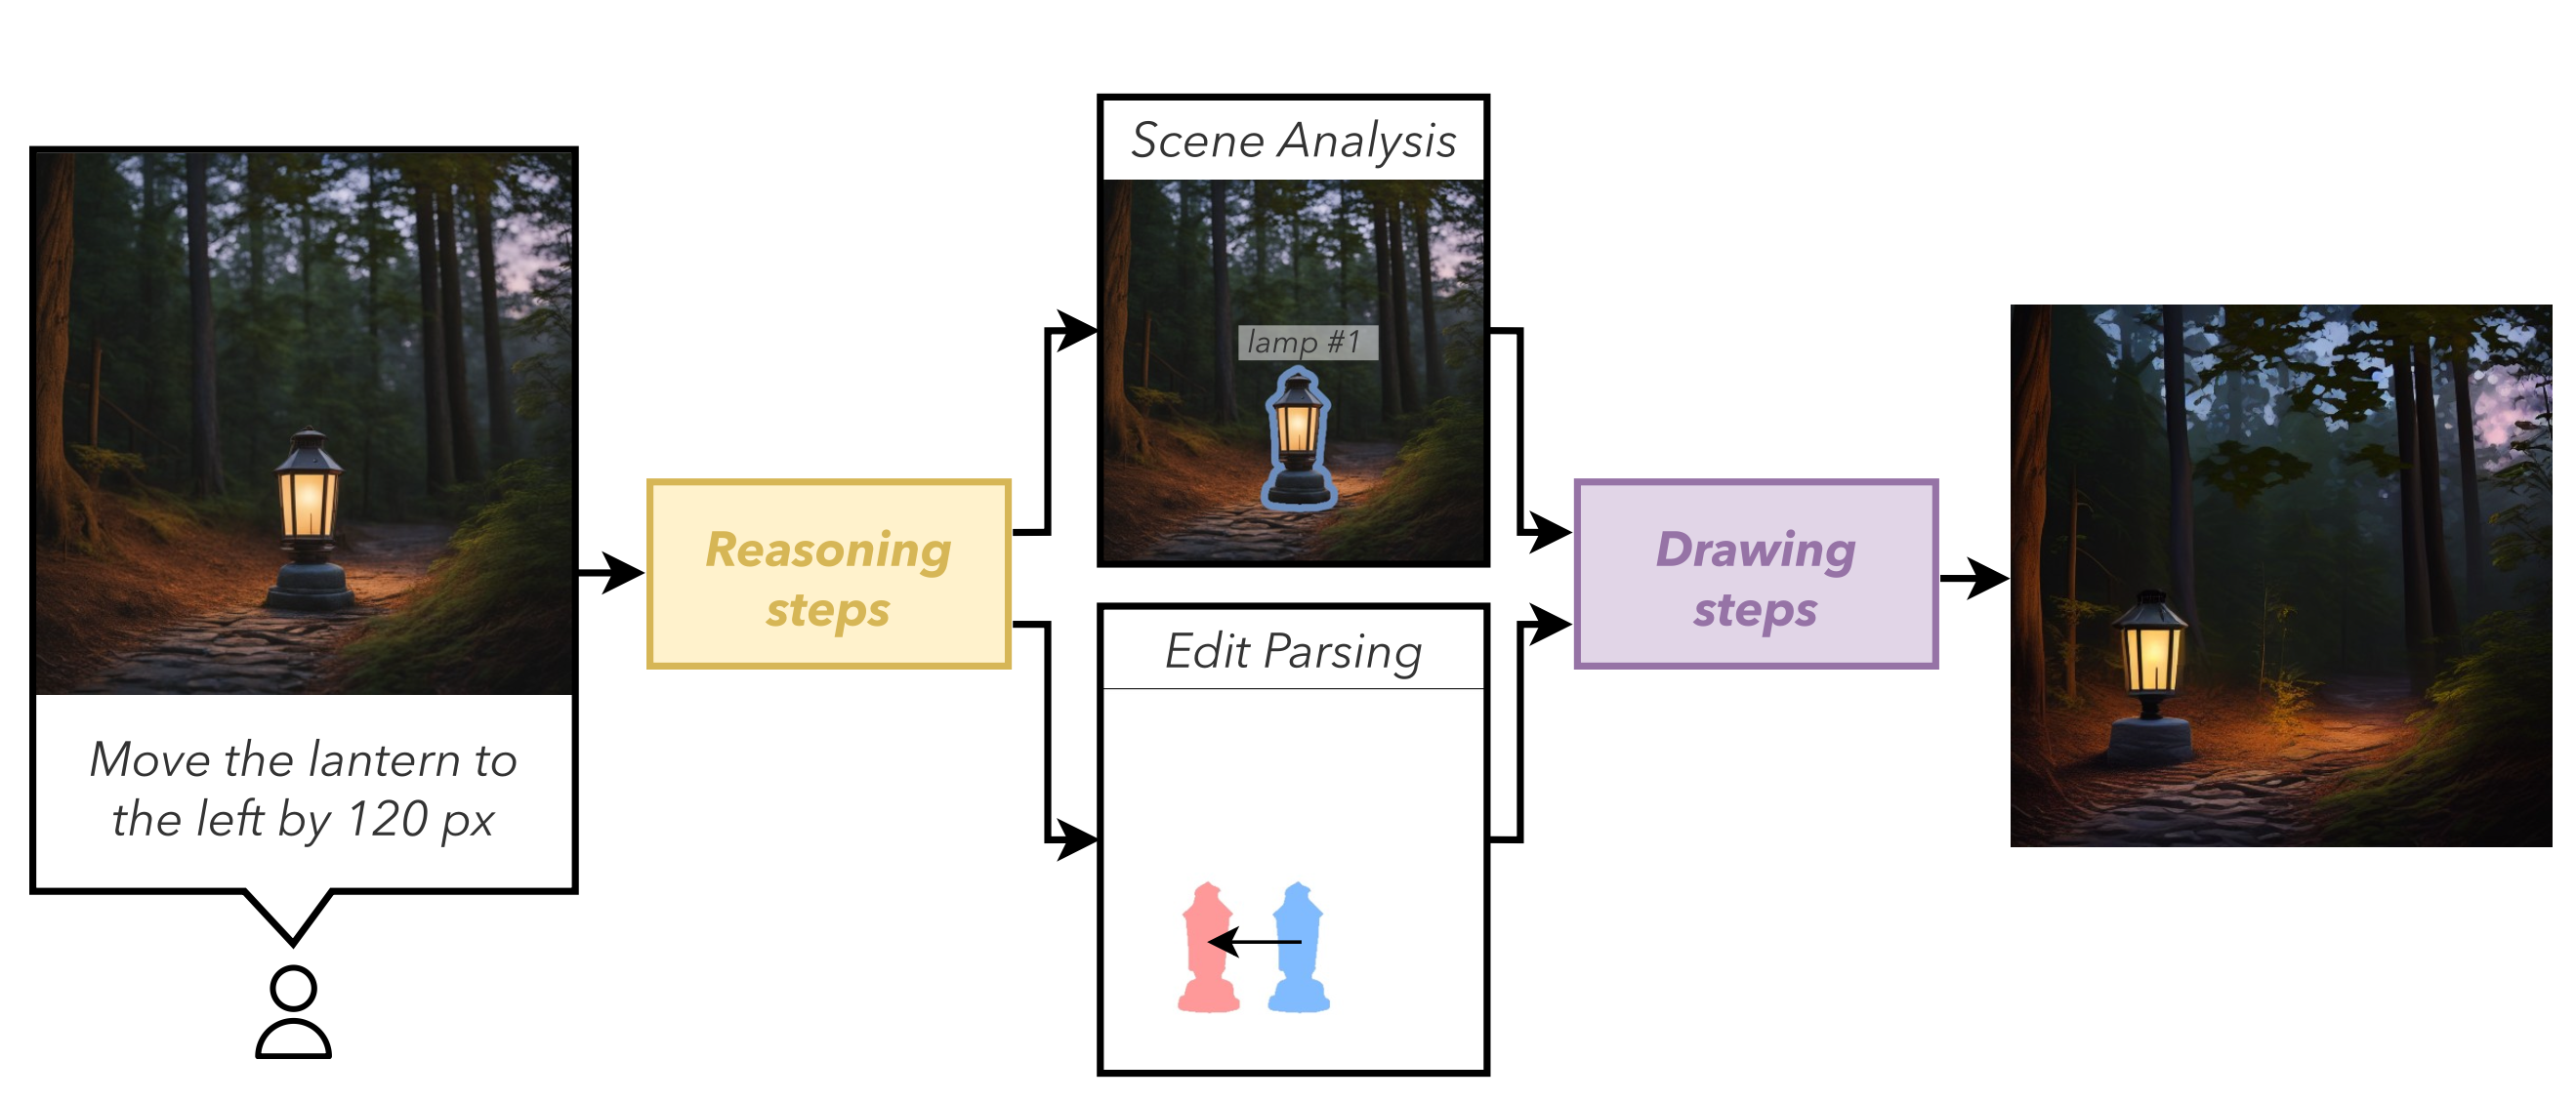 Move the lantern to
the left by 120 px
Reasoning
steps
Scene Analysis
lamp #1
Edit Parsing
Drawing
steps